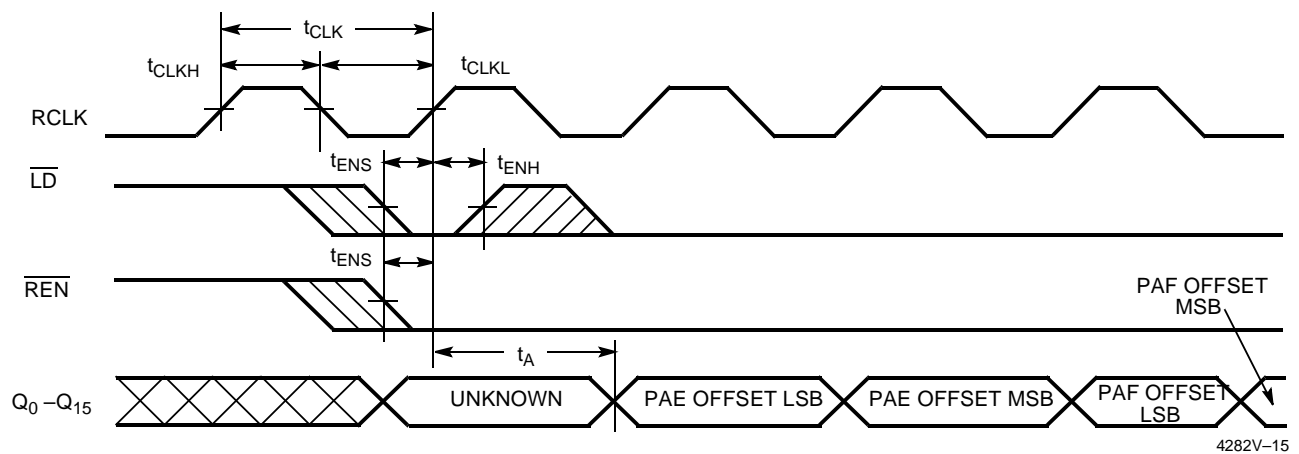 tCLK
tCLKH
tCLKL
RCLK
tENS
tENH
LD
tENS
REN
PAF OFFSET
MSB
tA
Q0 –Q15
UNKNOWN
PAE OFFSET LSB
PAE OFFSET MSB
PAF OFFSET
LSB
4282V–15